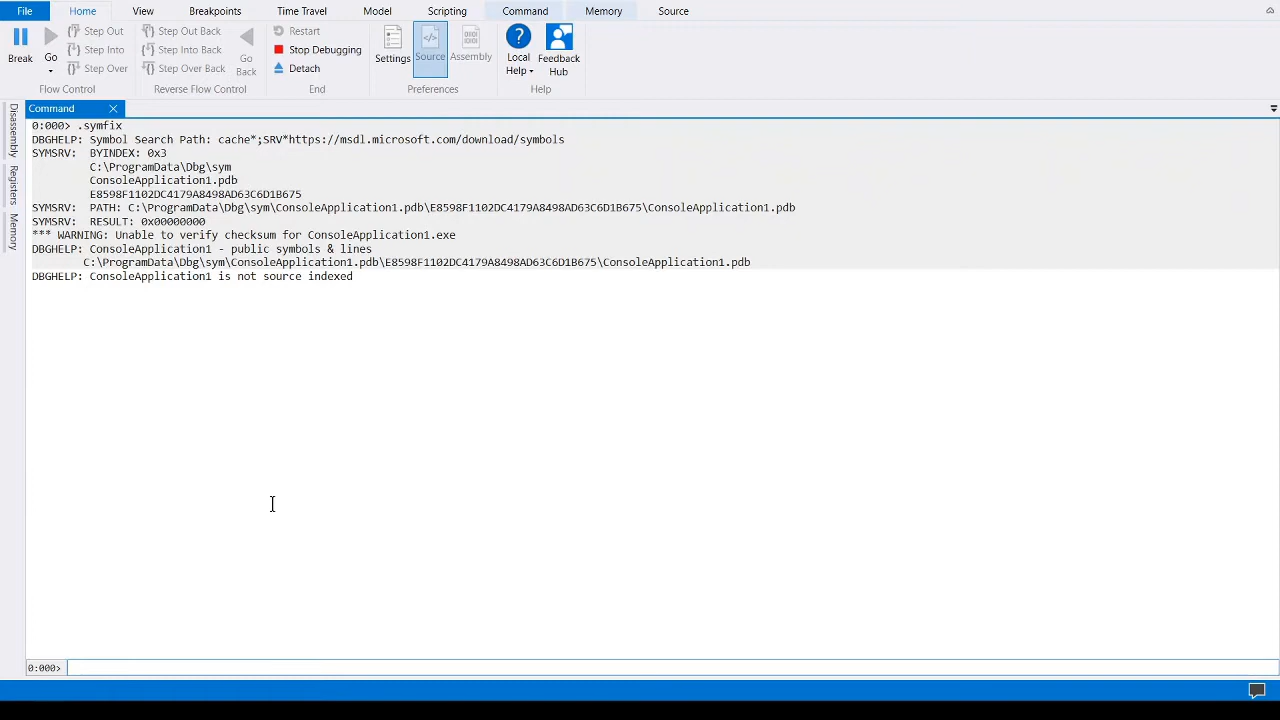 File Home View Breakpoints Time Travel Model Scripting Command Memory Source
Break
Go
Step Out
Step Into
Step Over
Flow Control
Step Out Back
Step Into Back
Step Over Back
Go Back
Reverse Flow Control
Restart
Stop Debugging
Detach
End
Settings
Source
Assembly
Preferences
Local
Help
Feedback
Hub
Help
Disassembly
Registers
Memory
Command
0:000> .symfix
DBGHELP: Symbol Search Path: cache*;SRV*https://msdl.microsoft.com/download/symbols
SYMSRV: BYINDEX: 0x3
C:\ProgramData\Dbg\sym
ConsoleApplication1.pdb
E8598F1102DC4179A8498AD63C6D1B675
SYMSRV: PATH: C:\ProgramData\Dbg\sym\ConsoleApplication1.pdb\E8598F1102DC4179A8498AD63C6D1B675\ConsoleApplication1.pdb
SYMSRV: RESULT: 0x00000000
*** WARNING: Unable to verify checksum for ConsoleApplication1.exe
DBGHELP: ConsoleApplication1 - public symbols & lines
C:\ProgramData\Dbg\sym\ConsoleApplication1.pdb\E8598F1102DC4179A8498AD63C6D1B675\ConsoleApplication1.pdb
DBGHELP: ConsoleApplication1 is not source indexed
0:000>